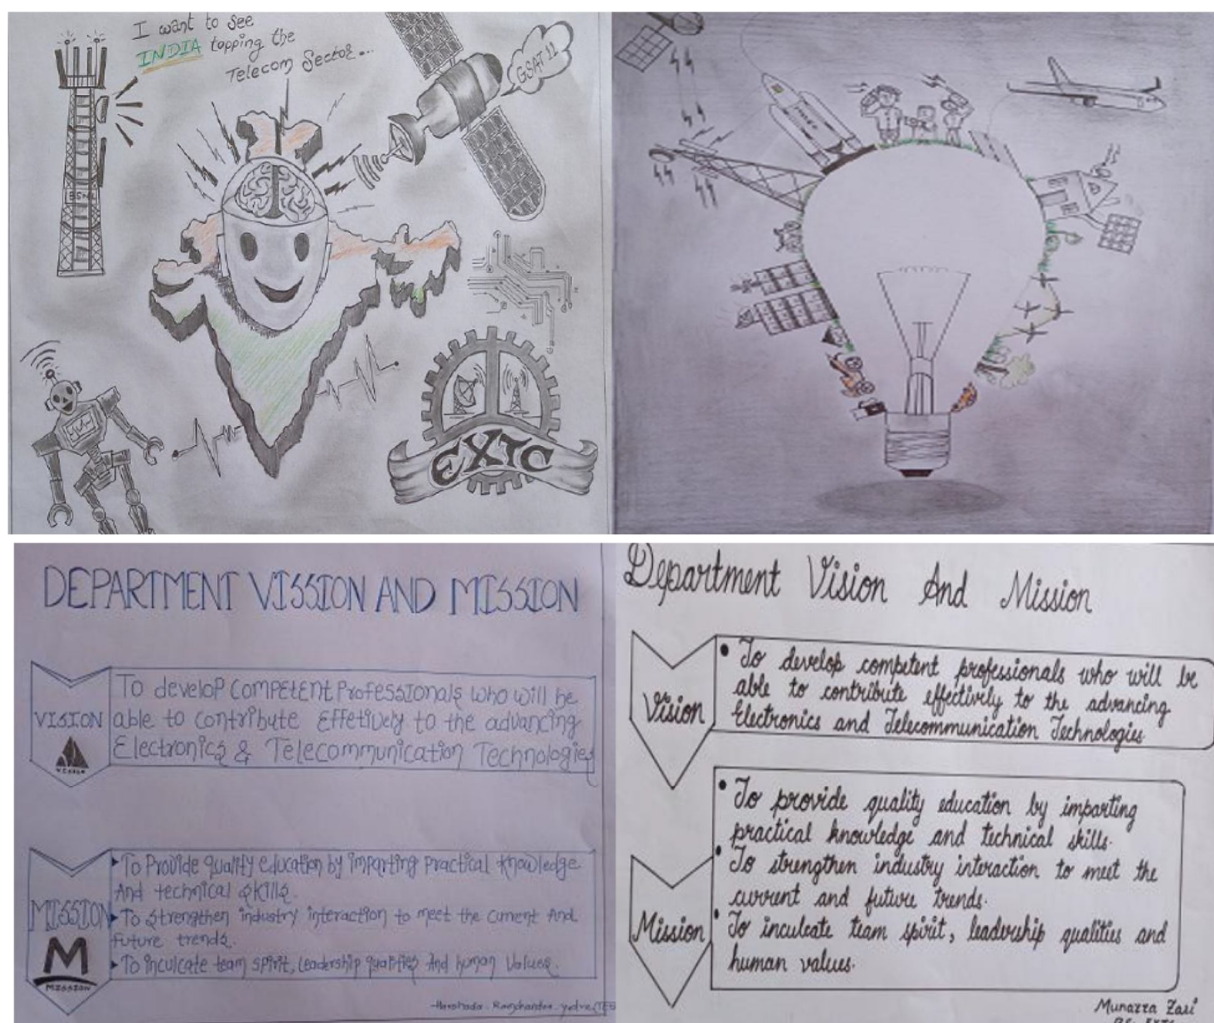 I want to see
INDIA topping the
Telecom Sector...
GSAT 11
BSNL
EXTC
DEPARTMENT VISSION AND MISSION
VISION
To develop competent professionals who will be
able to contribute effetively to the advancing
Electronics & Telecommunication Technologies
VISION
MISSION
M
MISSION
To Provide quality education by imparting practical knowledge
And technical skills.
To strengthen industry interaction to meet the current And
future trends.
To inculcate team spirit, leadership qualities And human values.
Department Vision And Mission
Vision
To develop competent professionals who will be
able to contribute effectively to the advancing
Electronics and Telecommunication Technologies
Mission
To provide quality education by imparting
practical knowledge and technical skills.
To strengthen industry interaction to meet the
current and future trends.
To inculcate team spirit, leadership qualities and
human values.
Munazza